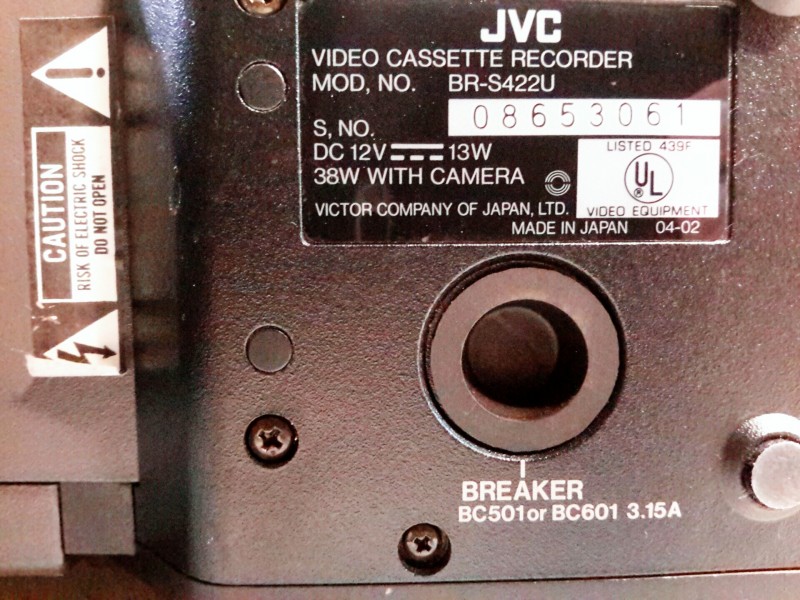 JVC
VIDEO CASSETTE RECORDER
MOD, NO. BR-S422U
S, NO. 08653061
DC 12V 13W
38W WITH CAMERA
VICTOR COMPANY OF JAPAN, LTD.
LISTED 439F
UL
®
VIDEO EQUIPMENT
MADE IN JAPAN 04-02
BREAKER
BC501 or BC601 3.15A
CAUTION
RISK OF ELECTRIC SHOCK
DO NOT OPEN